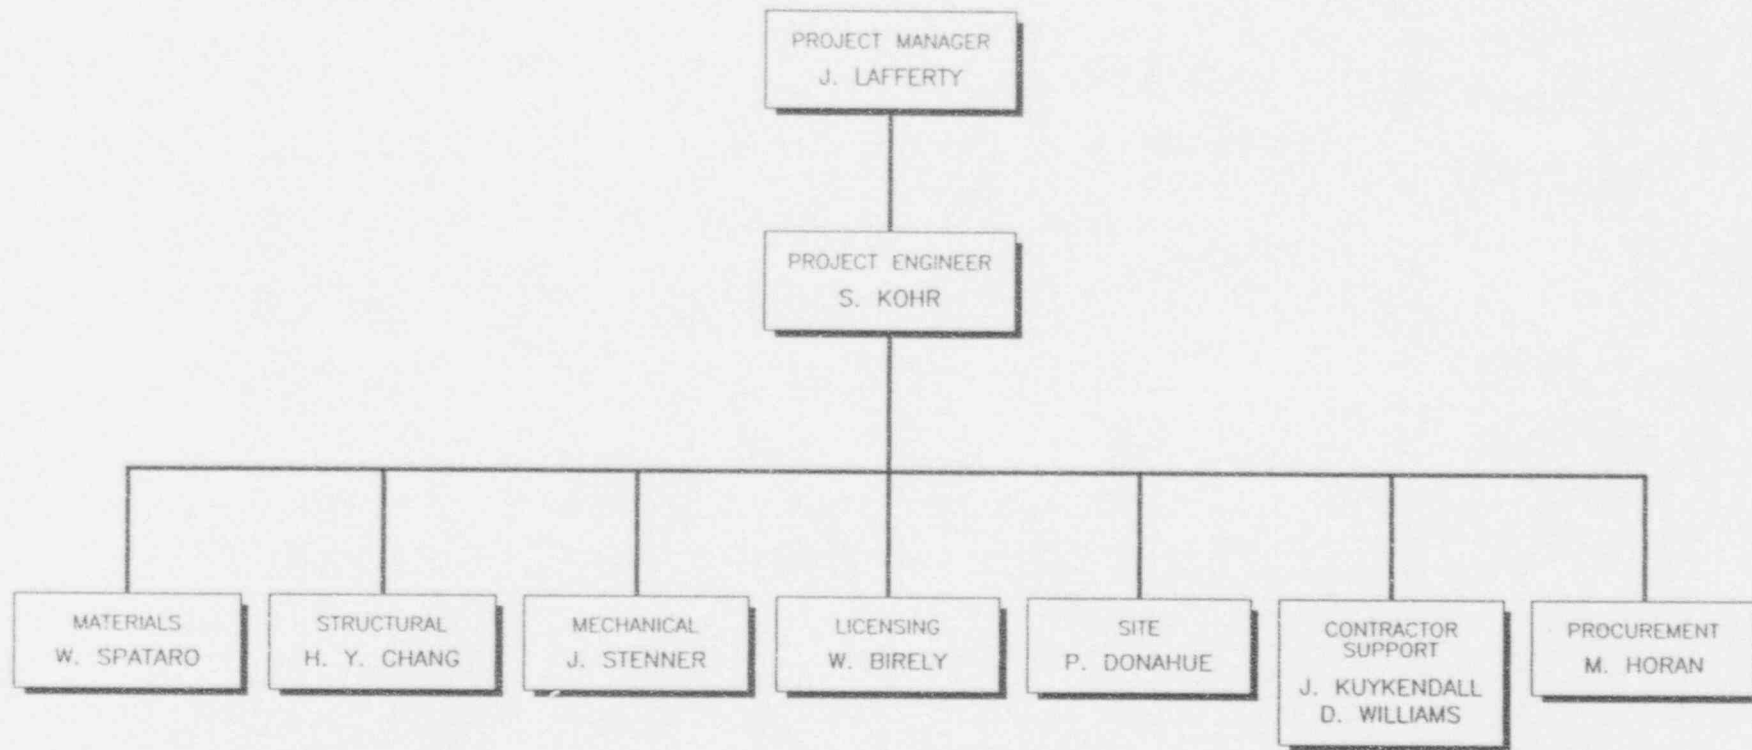 PROJECT MANAGER
J. LAFFERTY
PROJECT ENGINEER
S. KOHR
MATERIALS
W. SPATARO
STRUCTURAL
H. Y. CHANG
MECHANICAL
J. STENNER
LICENSING
W. BIRELY
SITE
P. DONAHUE
CONTRACTOR
SUPPORT
J. KUYKENDALL
D. WILLIAMS
PROCUREMENT
M. HORAN